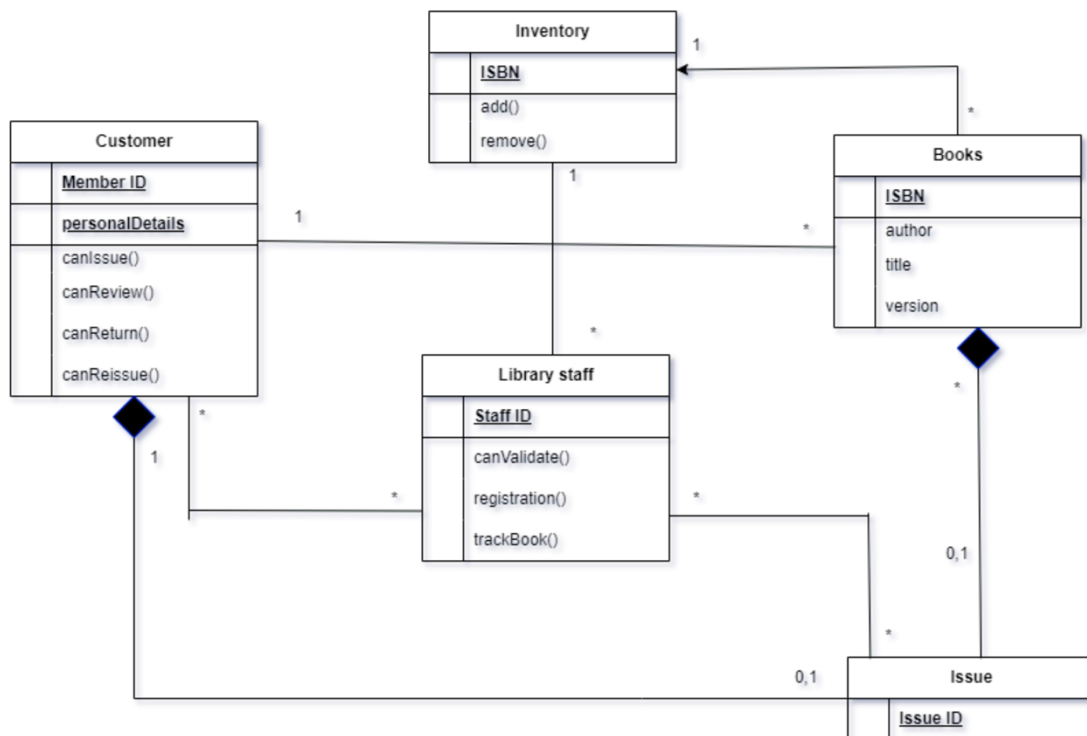 Inventory
ISBN
add()
remove()
1
*
1
Customer
Member ID
personalDetails
canIssue()
canReview()
canReturn()
canReissue()
Books
ISBN
author
title
version
1
*
*
Library staff
Staff ID
canValidate()
registration()
trackBook()
*
1
*
*
*
0,1
*
0,1
Issue
Issue ID